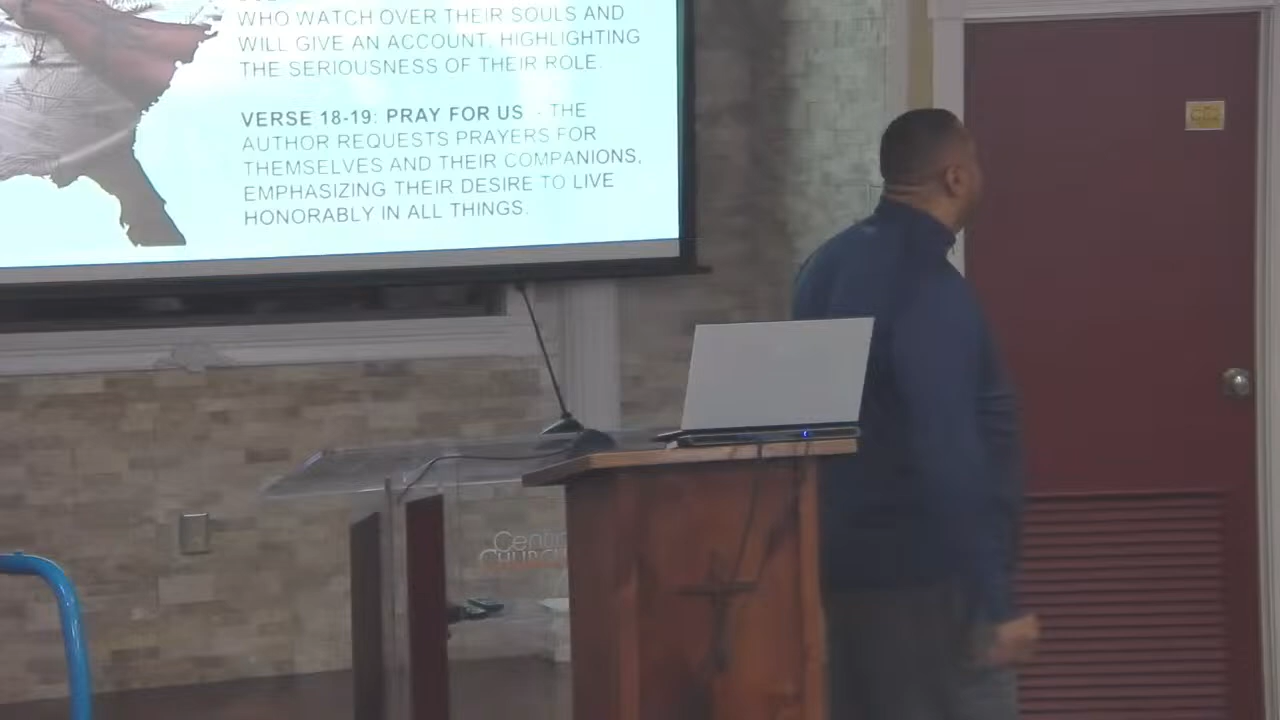 WHO WATCH OVER THEIR SOULS AND
WILL GIVE AN ACCOUNT, HIGHLIGHTING
THE SERIOUSNESS OF THEIR ROLE.
VERSE 18-19: PRAY FOR US - THE
AUTHOR REQUESTS PRAYERS FOR
THEMSELVES AND THEIR COMPANIONS,
EMPHASIZING THEIR DESIRE TO LIVE
HONORABLY IN ALL THINGS.
CHURCH